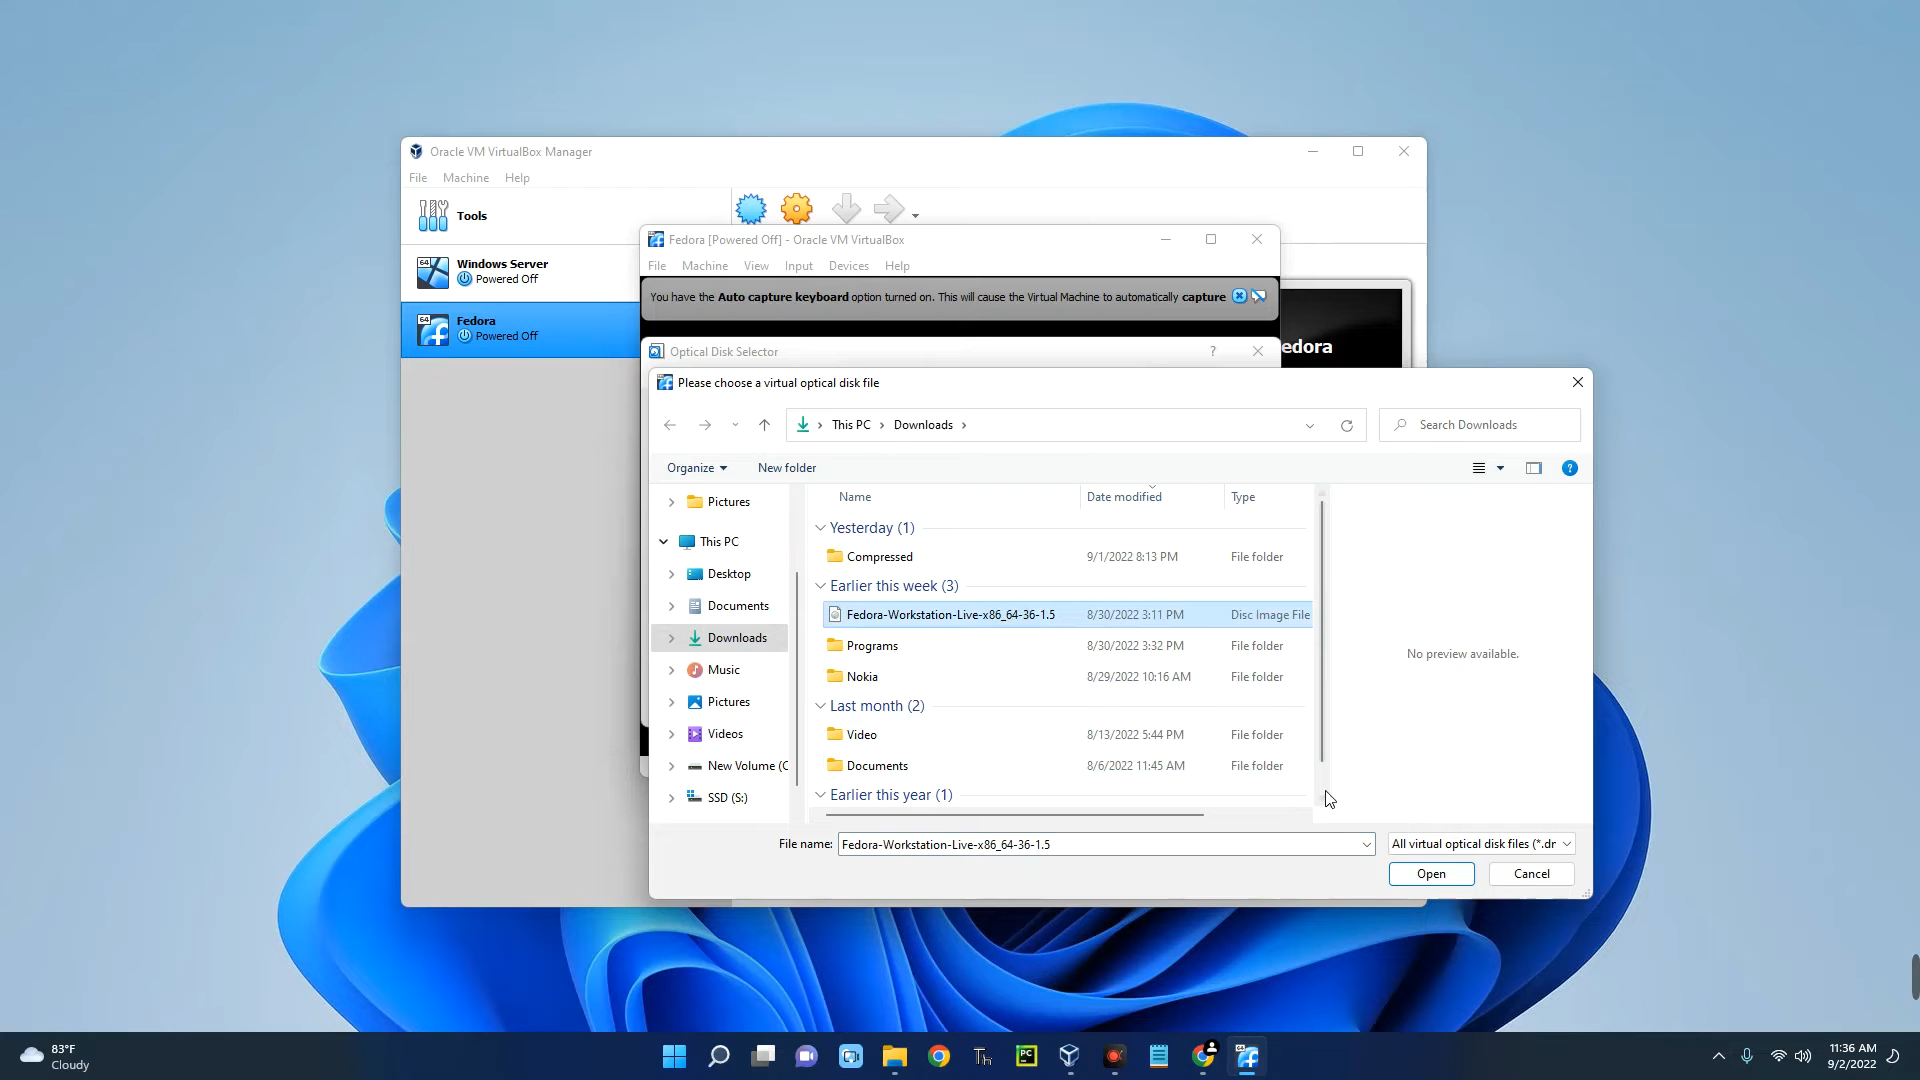 Oracle VM VirtualBox Manager
File Machine Help
Tools
64 Windows Server
Powered Off
64 Fedora
Powered Off
Fedora [Powered Off] - Oracle VM VirtualBox
File Machine View Input Devices Help
You have the Auto capture keyboard option turned on. This will cause the Virtual Machine to automatically capture
edora
Optical Disk Selector ?
Please choose a virtual optical disk file
This PC Downloads
Search Downloads
Organize New folder ?
Pictures
This PC
Desktop
Documents
Downloads
Music
Pictures
Videos
New Volume (C
SSD (S:)
Name Date modified Type
Yesterday (1)
Compressed 9/1/2022 8:13 PM File folder
Earlier this week (3)
Fedora-Workstation-Live-x86_64-36-1.5 8/30/2022 3:11 PM Disc Image File
Programs 8/30/2022 3:32 PM File folder
Nokia 8/29/2022 10:16 AM File folder
Last month (2)
Video 8/13/2022 5:44 PM File folder
Documents 8/6/2022 11:45 AM File folder
Earlier this year (1)
No preview available.
File name: Fedora-Workstation-Live-x86_64-36-1.5 All virtual optical disk files (*.dr
Open Cancel
83°F
Cloudy
Th
PC
64
11:36 AM
9/2/2022